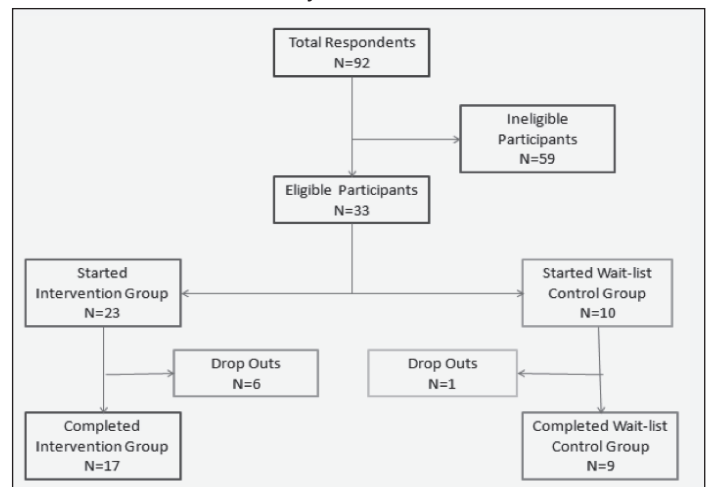 Total Respondents
N=92
Ineligible
Participants
N=59
Eligible Participants
N=33
Started
Intervention Group
N=23
Started Wait-list
Control Group
N=10
Drop Outs
N=6
Drop Outs
N=1
Completed
Intervention Group
N=17
Completed Wait-list
Control Group
N=9